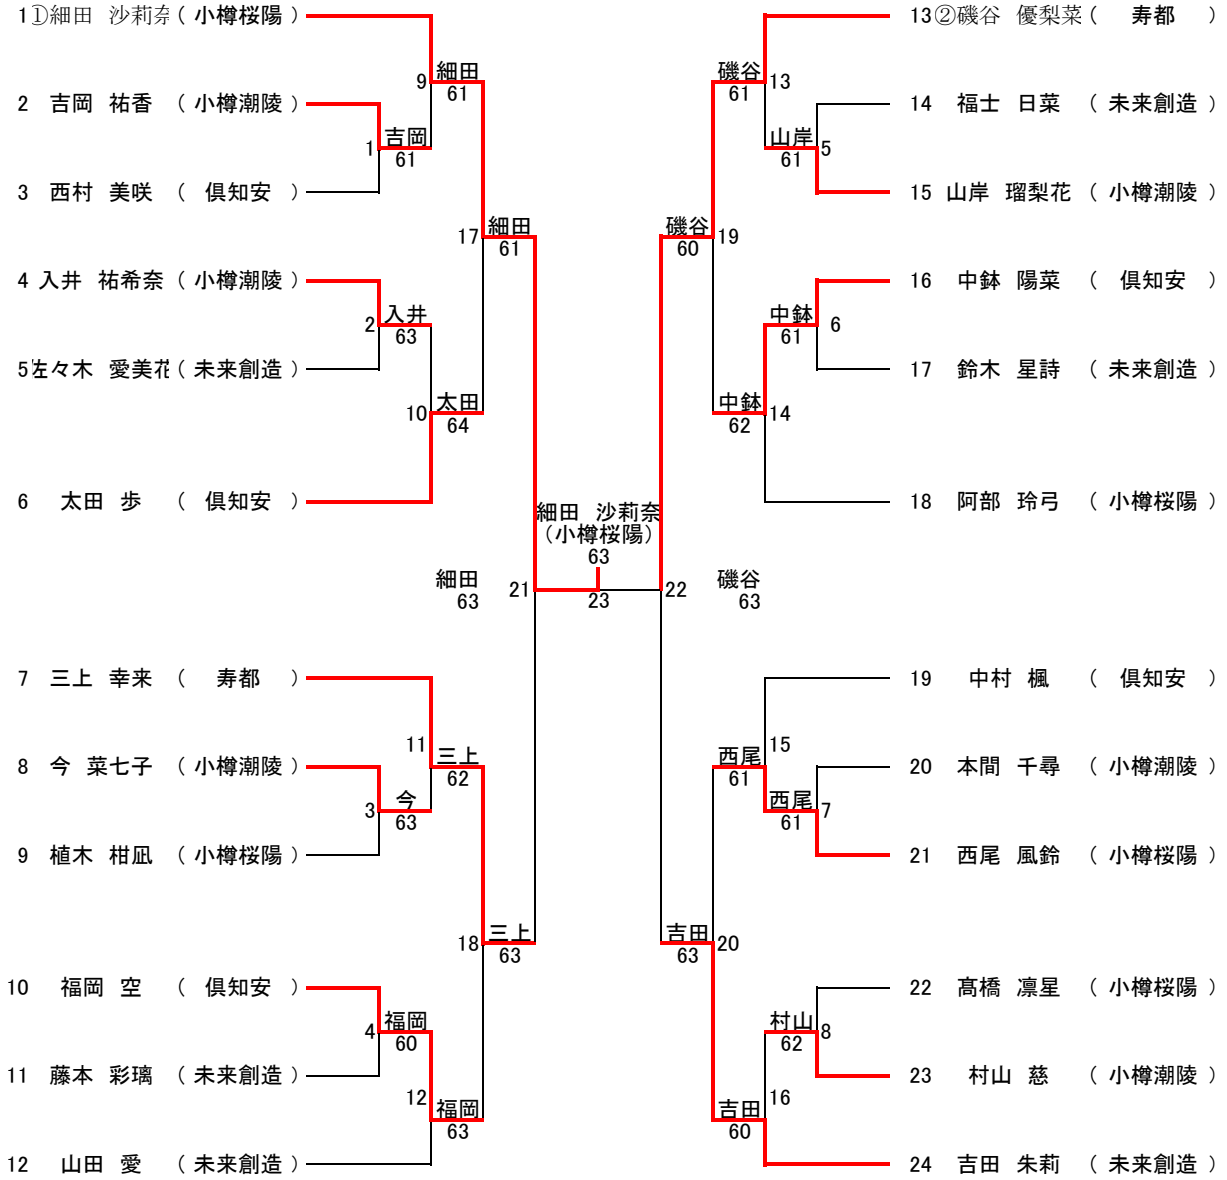 1 ①細田 沙莉奈 ( 小樽桜陽 )
2 吉岡 祐香 ( 小樽潮陵 )
3 西村 美咲 ( 倶知安 )
4 入井 祐希奈 ( 小樽潮陵 )
5 佐々木 愛美花 ( 未来創造 )
6 太田 歩 ( 倶知安 )
7 三上 幸来 ( 寿都 )
8 今 菜七子 ( 小樽潮陵 )
9 植木 柑凪 ( 小樽桜陽 )
10 福岡 空 ( 倶知安 )
11 藤本 彩璃 ( 未来創造 )
12 山田 愛 ( 未来創造 )
1
吉岡
61
2
入井
63
3
今
63
4
福岡
60
9
細田
61
10
太田
64
11
三上
62
12
福岡
63
17
細田
61
18
三上
63
細田
63
21
細田 沙莉奈
(小樽桜陽)
63
23
22
磯谷
63
磯谷
60
19
吉田
63
20
磯谷
61
13
中鉢
62
14
西尾
61
15
吉田
60
16
山岸
61
5
中鉢
61
6
西尾
61
7
村山
62
8
13 ②磯谷 優梨菜 ( 寿都 )
14 福士 日菜 ( 未来創造 )
15 山岸 瑠梨花 ( 小樽潮陵 )
16 中鉢 陽菜 ( 倶知安 )
17 鈴木 星詩 ( 未来創造 )
18 阿部 玲弓 ( 小樽桜陽 )
19 中村 楓 ( 倶知安 )
20 本間 千尋 ( 小樽潮陵 )
21 西尾 風鈴 ( 小樽桜陽 )
22 髙橋 凛星 ( 小樽桜陽 )
23 村山 慈 ( 小樽潮陵 )
24 吉田 朱莉 ( 未来創造 )